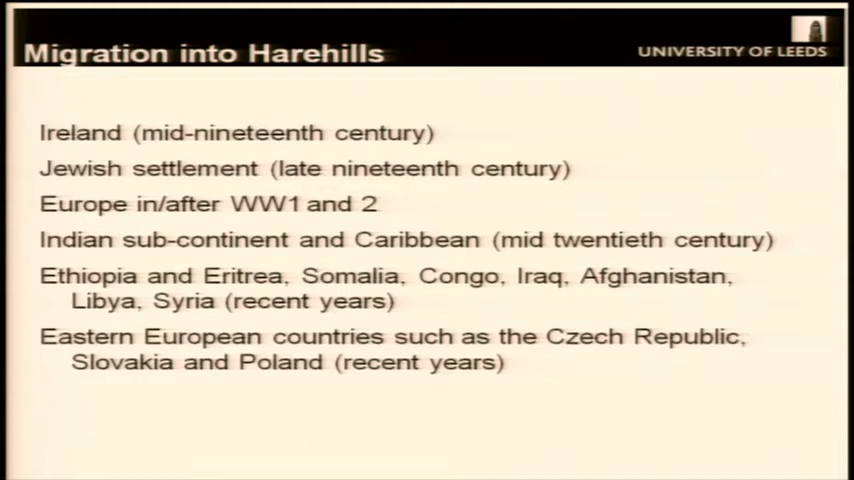 Migration into Harehills
UNIVERSITY OF LEEDS
Ireland (mid-nineteenth century)
Jewish settlement (late nineteenth century)
Europe in/after WW1 and 2
Indian sub-continent and Caribbean (mid twentieth century)
Ethiopia and Eritrea, Somalia, Congo, Iraq, Afghanistan,
Libya, Syria (recent years)
Eastern European countries such as the Czech Republic,
Slovakia and Poland (recent years)